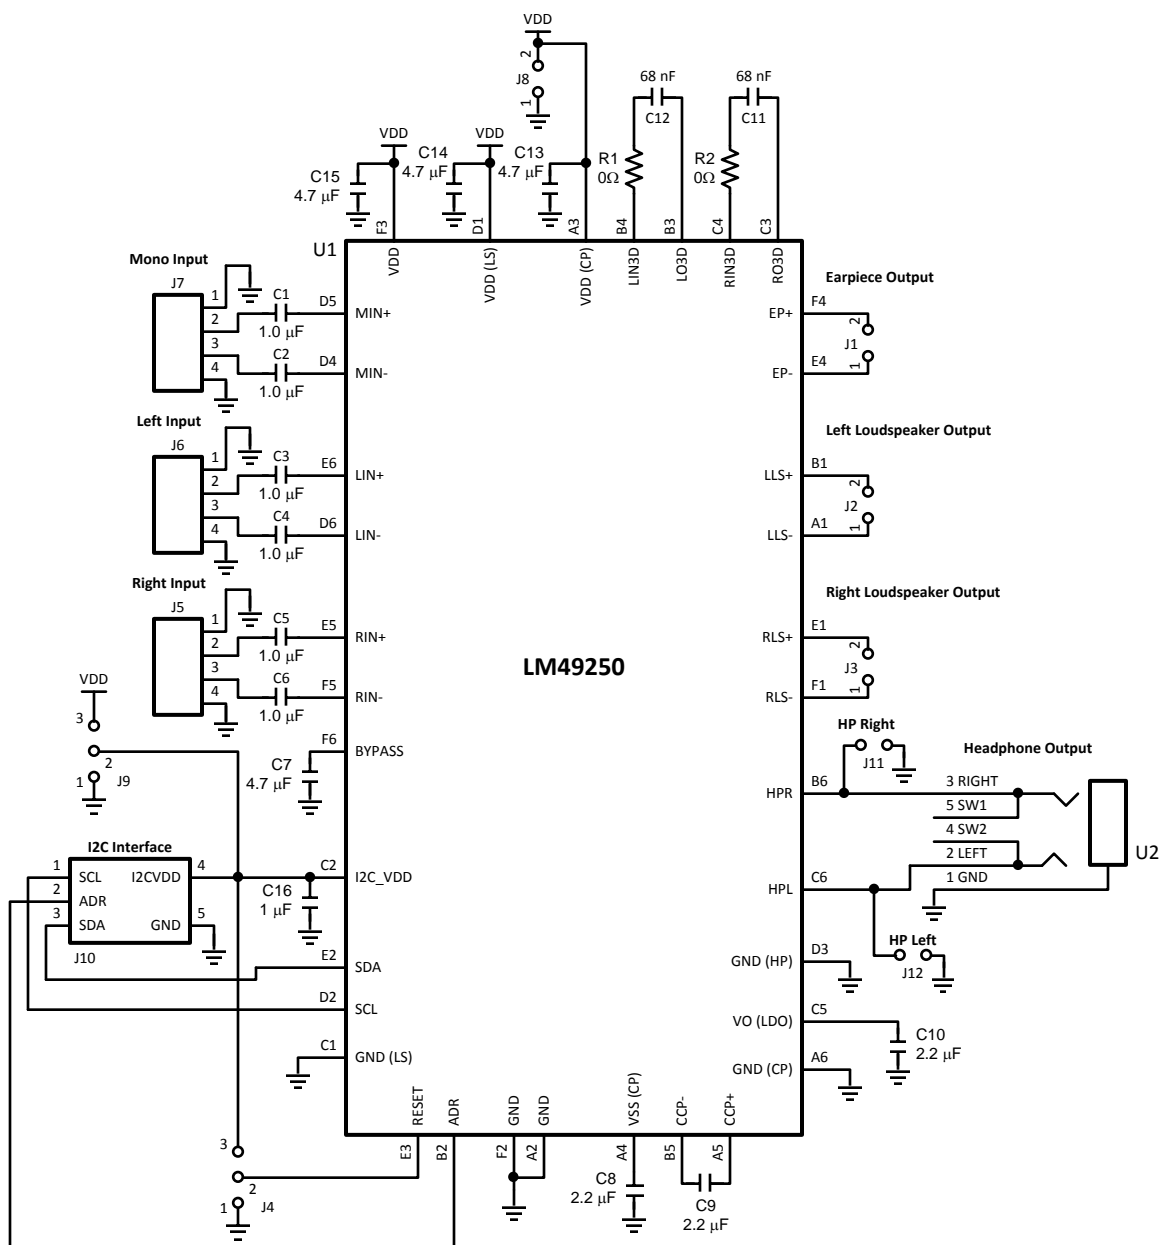 VDD
2
J8
1
68 nF
C12
68 nF
C11
VDD
C15
4.7 µF
VDD
C14
4.7 µF
C13
4.7 µF
R1
0Ω
R2
0Ω
F3
D1
A3
B4
B3
C4
C3
U1
VDD
VDD (LS)
VDD (CP)
LIN3D
LO3D
RIN3D
RO3D
Mono Input
J7
1
2
3
4
C1
1.0 µF
C2
1.0 µF
D5
MIN+
D4
MIN-
Left Input
J6
1
2
3
4
C3
1.0 µF
C4
1.0 µF
E6
LIN+
D6
LIN-
Right Input
J5
1
2
3
4
C5
1.0 µF
C6
1.0 µF
E5
RIN+
F5
RIN-
LM49250
Earpiece Output
EP+
F4
2
J1
1
EP-
E4
Left Loudspeaker Output
LLS+
B1
2
J2
1
LLS-
A1
Right Loudspeaker Output
RLS+
E1
2
J3
1
RLS-
F1
VDD
3
2
1
J9
F6
BYPASS
C7
4.7 µF
HP Right
J11
Headphone Output
B6
HPR
3 RIGHT
5 SW1
4 SW2
2 LEFT
1 GND
U2
C6
HPL
HP Left
J12
I2C Interface
1
SCL
2
ADR
3
SDA
I2CVDD
4
GND
5
J10
C2
I2C_VDD
C16
1 µF
E2
SDA
D2
SCL
C1
GND (LS)
GND (HP)
D3
VO (LDO)
C5
C10
2.2 µF
GND (CP)
A6
RESET
ADR
GND
GND
VSS (CP)
CCP-
CCP+
E3
B2
F2
A2
A4
B5
A5
3
2
1
J4
C8
2.2 µF
C9
2.2 µF